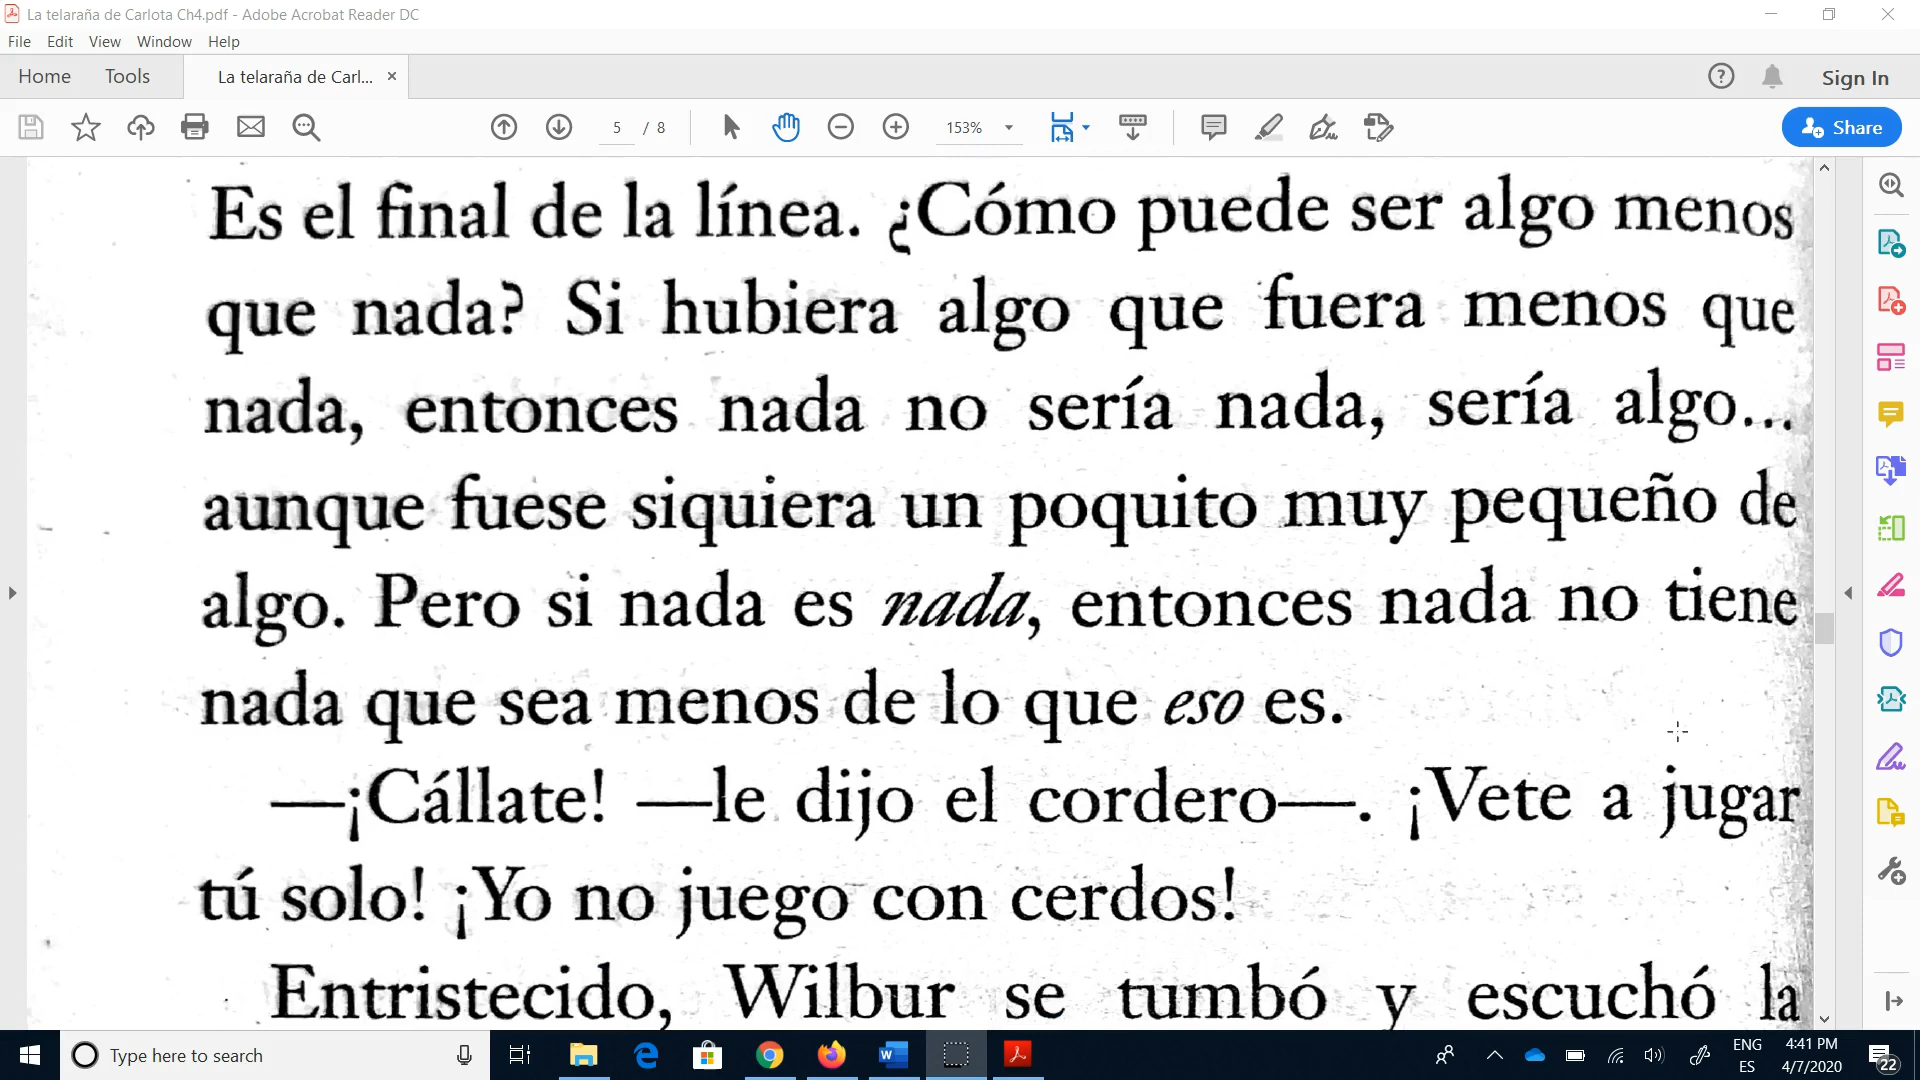 La telaraña de Carlota Ch4.pdf - Adobe Acrobat Reader DC
File Edit View Window Help
Home Tools La telaraña de Carl... × Sign In
5 / 8 153% Share
Es el final de la línea. ¿Cómo puede ser algo menos
que nada? Si hubiera algo que fuera menos que
nada, entonces nada no sería nada, sería algo...
aunque fuese siquiera un poquito muy pequeño de
algo. Pero si nada es nada, entonces nada no tiene
nada que sea menos de lo que eso es.
—¡Cállate! —le dijo el cordero—. ¡Vete a jugar
tú solo! ¡Yo no juego con cerdos!
Entristecido, Wilbur se tumbó y escuchó la
Type here to search ENG 4:41 PM
ES 4/7/2020 22